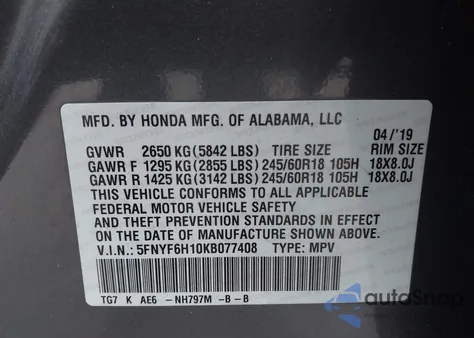 MFD. BY HONDA MFG. OF ALABAMA, LLC
04/'19
GVWR 2650 KG(5842 LBS) TIRE SIZE RIM SIZE
GAWR F 1295 KG(2855 LBS) 245/60R18 105H 18X8.0J
GAWR R 1425 KG(3142 LBS) 245/60R18 105H 18X8.0J
THIS VEHICLE CONFORMS TO ALL APPLICABLE
FEDERAL MOTOR VEHICLE SAFETY
AND THEFT PREVENTION STANDARDS IN EFFECT
ON THE DATE OF MANUFACTURE SHOWN ABOVE.
V.I.N.: 5FNYF6H10KB077408 TYPE: MPV
TG7 K AE6 -NH797M -B-B
autoSnap